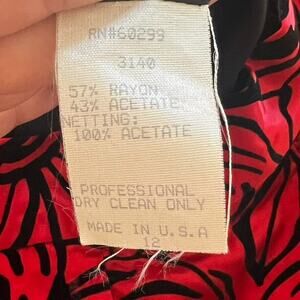 RN#60299
3140
57% RAYON
43% ACETATE
NETTING:
100% ACETATE
PROFESSIONAL
DRY CLEAN ONLY
MADE IN U.S.A
12